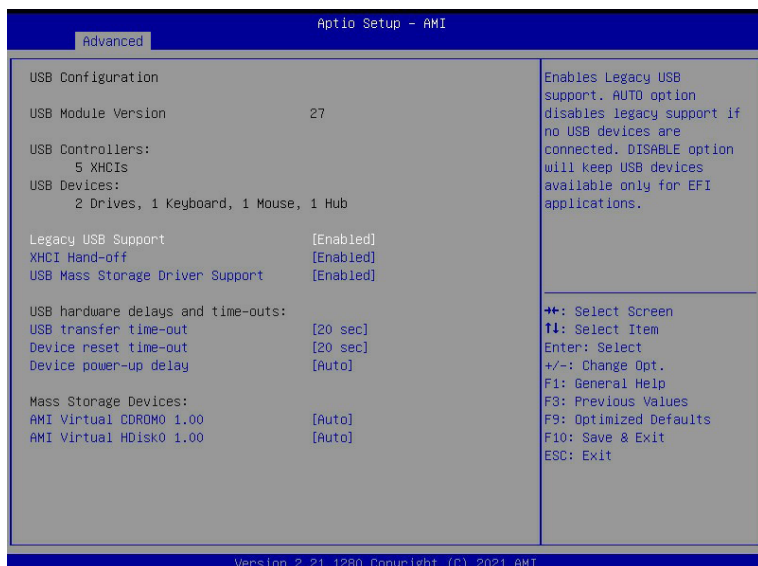 Aptio Setup - AMI
Advanced
USB Configuration
USB Module Version 27
USB Controllers:
5 XHCIs
USB Devices:
2 Drives, 1 Keyboard, 1 Mouse, 1 Hub
Legacy USB Support [Enabled]
XHCI Hand-off [Enabled]
USB Mass Storage Driver Support [Enabled]
USB hardware delays and time-outs:
USB transfer time-out [20 sec]
Device reset time-out [20 sec]
Device power-up delay [Auto]
Mass Storage Devices:
AMI Virtual CDROM0 1.00 [Auto]
AMI Virtual HDisk0 1.00 [Auto]
Enables Legacy USB
support. AUTO option
disables legacy support if
no USB devices are
connected. DISABLE option
will keep USB devices
available only for EFI
applications.
→←: Select Screen
↑↓: Select Item
Enter: Select
+/-: Change Opt.
F1: General Help
F3: Previous Values
F9: Optimized Defaults
F10: Save & Exit
ESC: Exit
Version 2.21.1280 Copyright (C) 2021 AMI